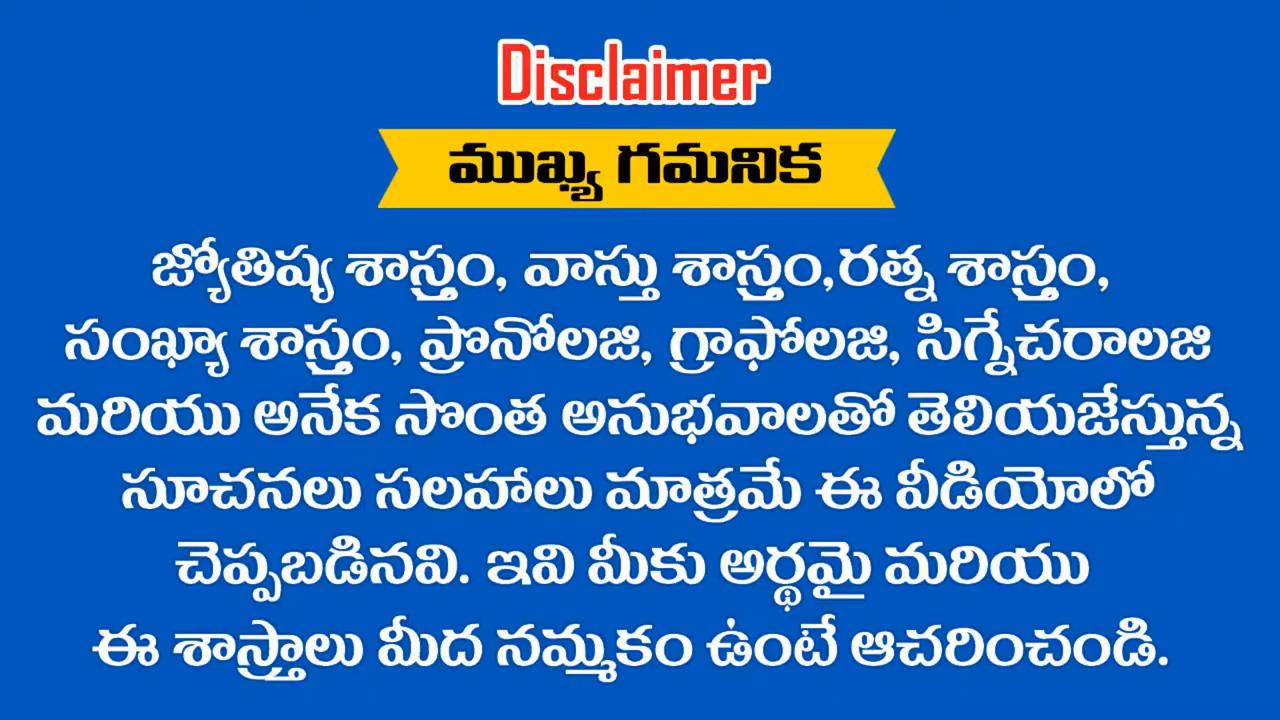 Disclaimer
ముఖ్య గమనిక
జ్యోతిష్య శాస్త్రం, వాస్తు శాస్త్రం,రత్న శాస్త్రం,
సంఖ్యా శాస్త్రం, ప్రొనోలజి, గ్రాఫోలజి, సిగ్నేచరాలజి
మరియు అనేక సొంత అనుభవాలతో తెలియజేస్తున్న
సూచనలు సలహాలు మాత్రమే ఈ వీడియోలో
చెప్పబడినవి. ఇవి మీకు అర్థమై మరియు
ఈ శాస్త్రాలు మీద నమ్మకం ఉంటే ఆచరించండి.